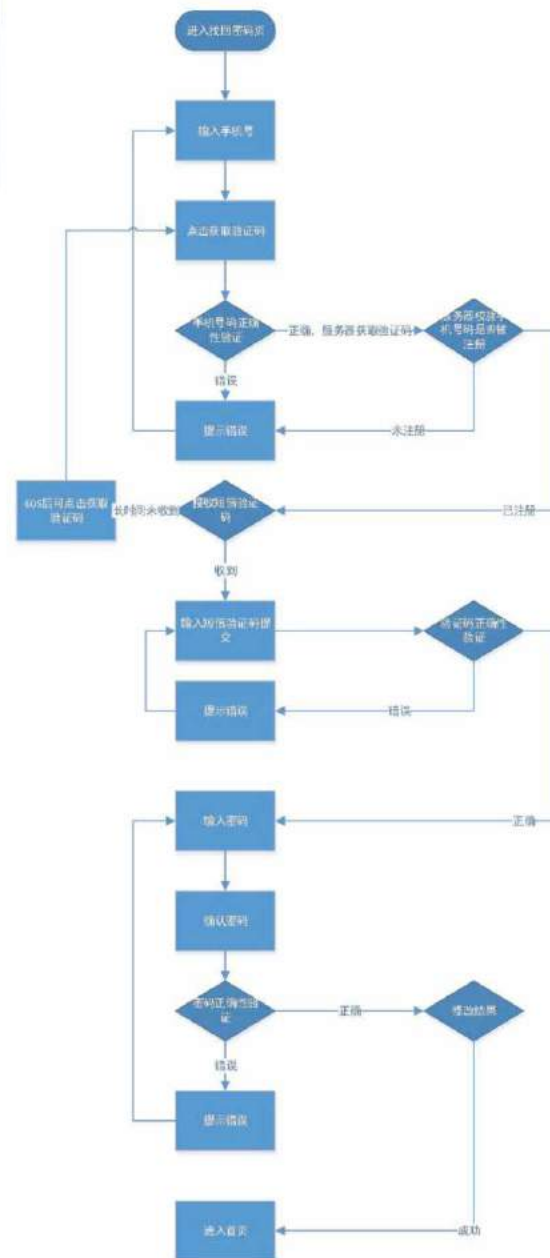 进入找回密码页
输入手机号
点击获取验证码
手机号码正确
性验证
正确，服务器获取验证码
服务器校验手
机号码是否被
注册
错误
提示错误
未注册
60S后可点击获取
验证码
长时间未收到
接收短信验证
码
已注册
收到
输入短信验证码提
交
验证码正确性
验证
提示错误
错误
输入密码
正确
确认密码
密码正确性验
证
正确
修改结果
错误
提示错误
进入首页
成功